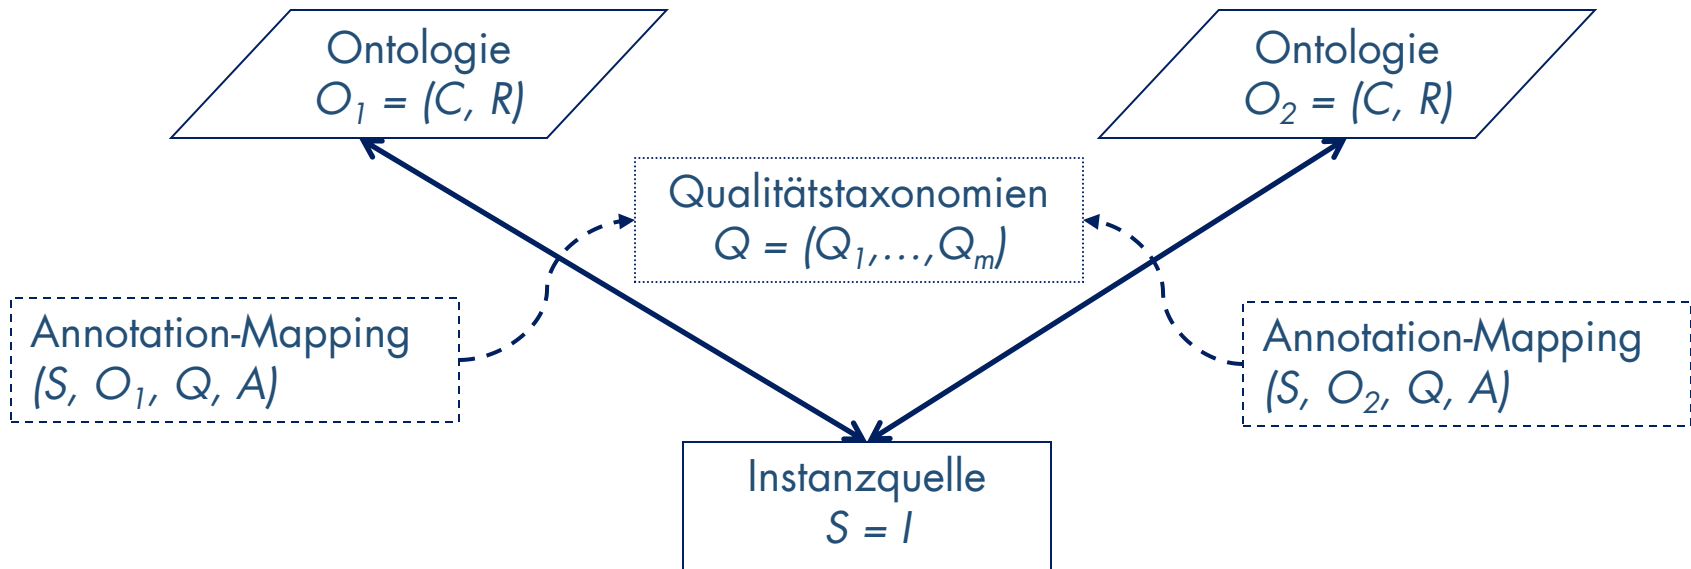 Ontologie
O₁ = (C, R)
Ontologie
O₂ = (C, R)
Qualitätstaxonomien
Q = (Q₁,…,Qₘ)
Annotation-Mapping
(S, O₁, Q, A)
Annotation-Mapping
(S, O₂, Q, A)
Instanzquelle
S = I